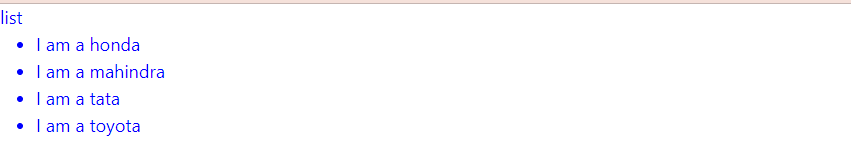 list
• I am a honda
• I am a mahindra
• I am a tata
• I am a toyota